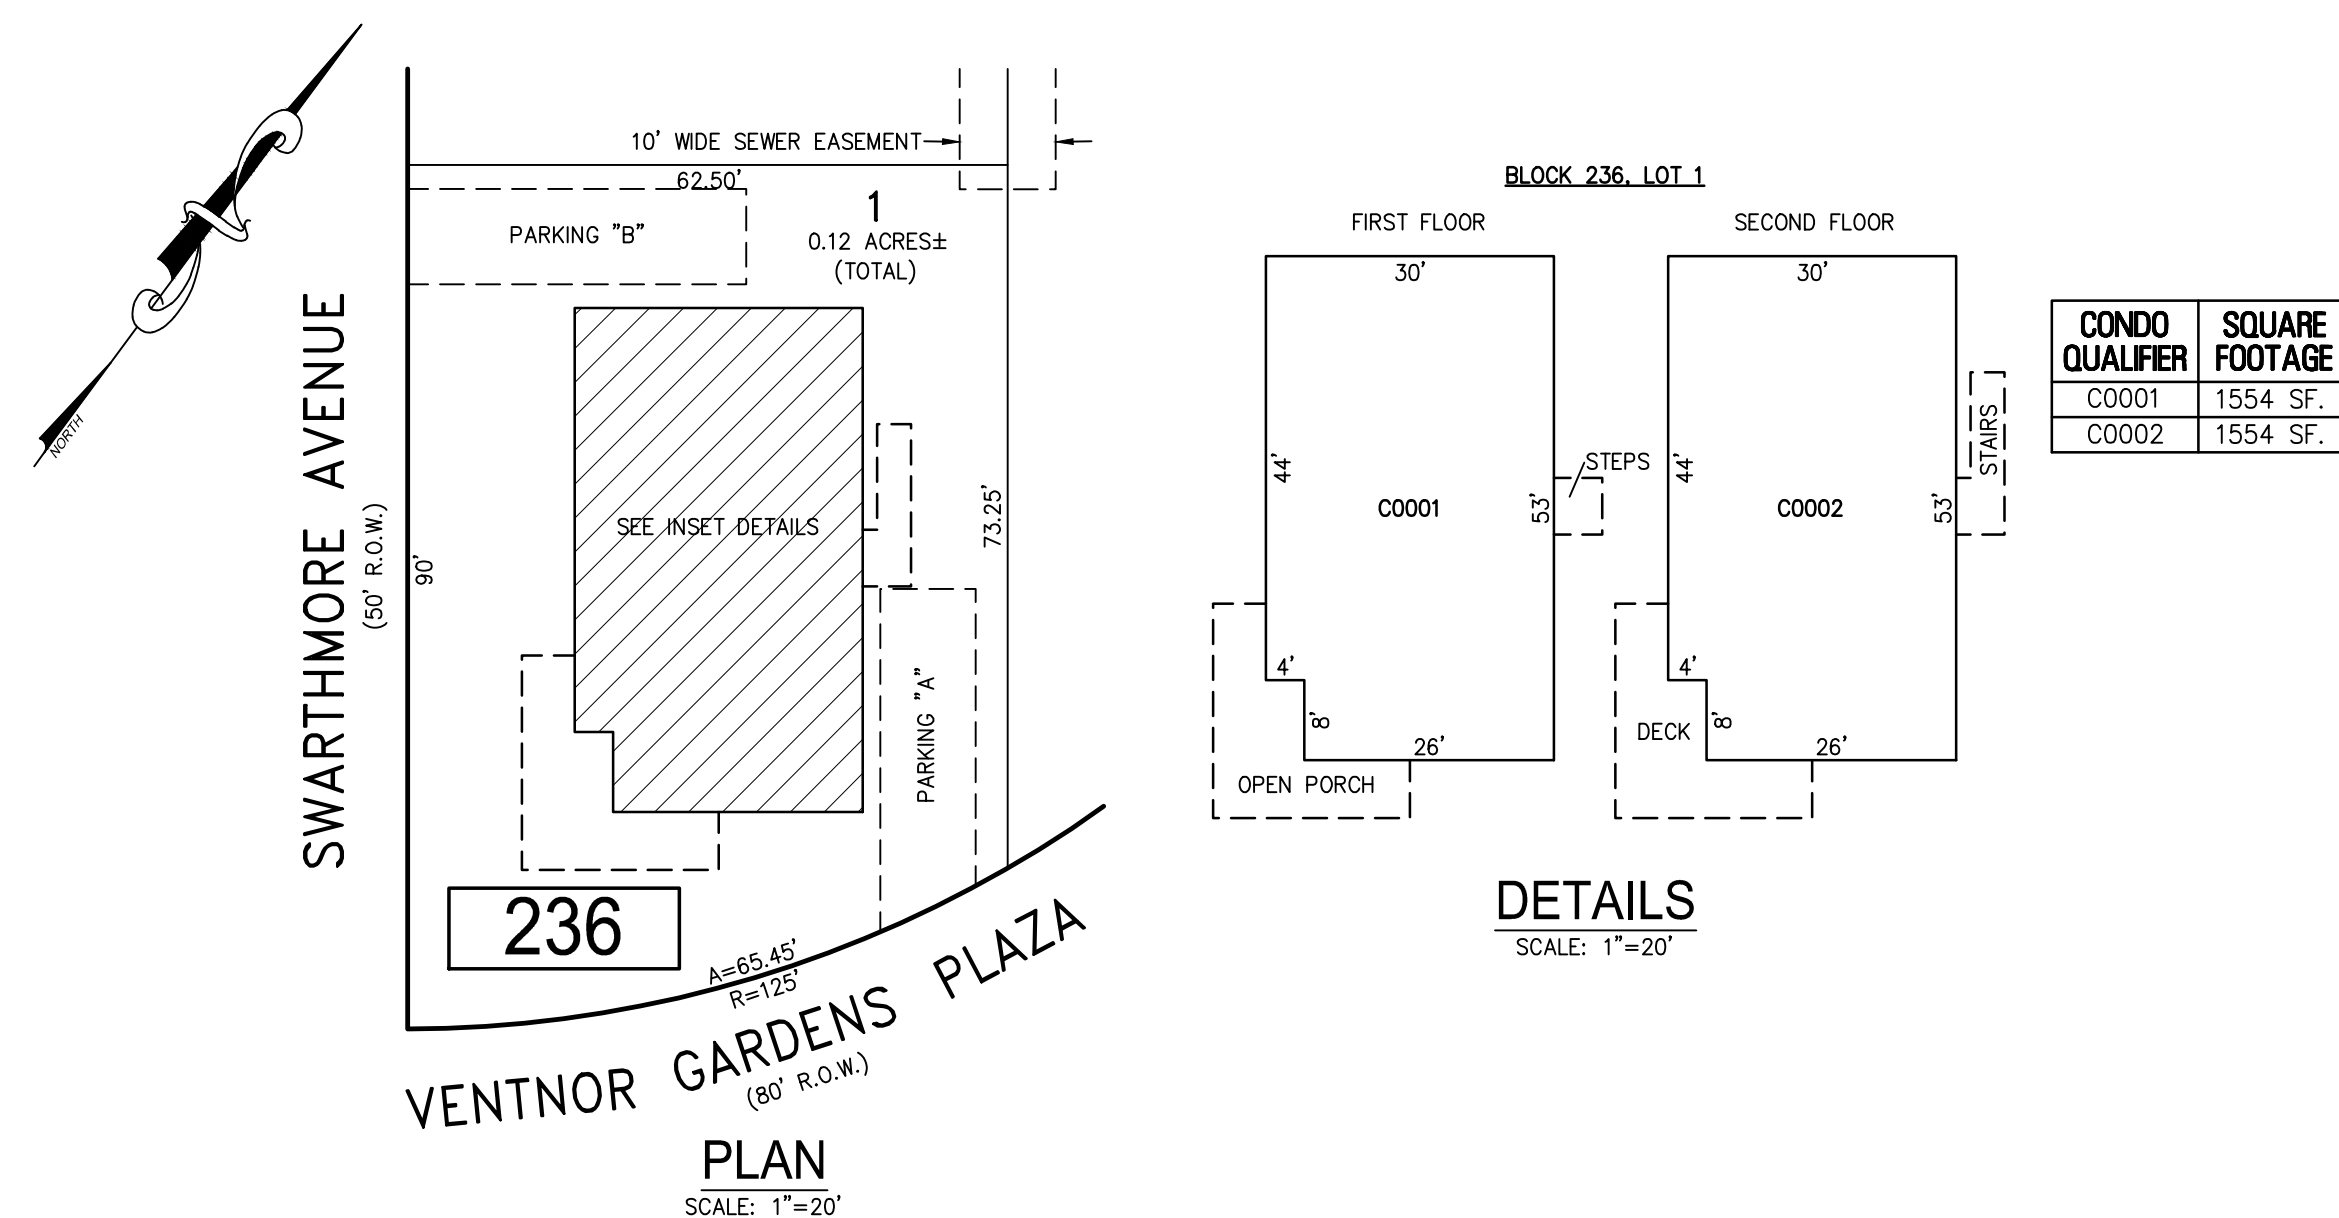 NORTH
SWARTHMORE AVENUE
(50' R.O.W.)
90'
10' WIDE SEWER EASEMENT
62.50'
PARKING "B"
1
0.12 ACRES±
(TOTAL)
SEE INSET DETAILS
73.25'
PARKING "A"
236
A=65.45'
R=125'
VENTNOR GARDENS PLAZA
(80' R.O.W.)
PLAN
SCALE: 1"=20'
BLOCK 236, LOT 1
FIRST FLOOR
30'
44'
C0001
53'
STEPS
4'
8'
26'
OPEN PORCH
SECOND FLOOR
30'
44'
C0002
53'
STAIRS
4'
8'
26'
DECK
DETAILS
SCALE: 1"=20'
CONDO QUALIFIER SQUARE FOOTAGE
C0001 1554 SF.
C0002 1554 SF.